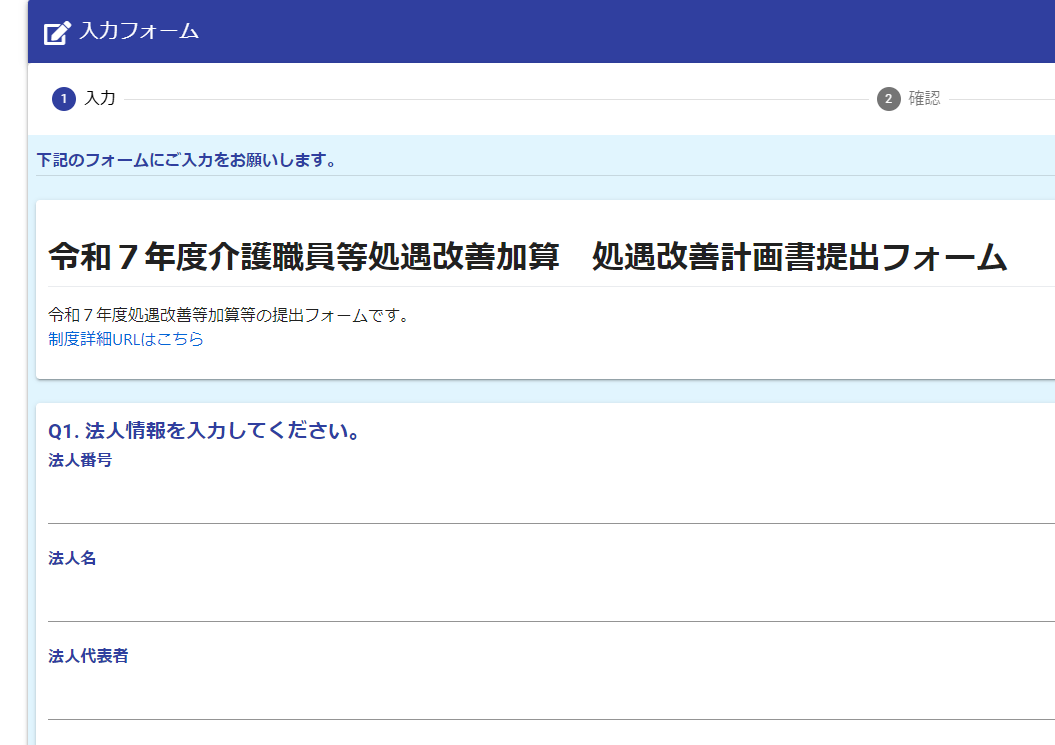 入力フォーム
1 入力
2 確認
下記のフォームにご入力をお願いします。
令和７年度介護職員等処遇改善加算　処遇改善計画書提出フォーム
令和７年度処遇改善等加算等の提出フォームです。
制度詳細URLはこちら
Q1. 法人情報を入力してください。
法人番号
法人名
法人代表者